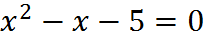 x² − x − 5 = 0